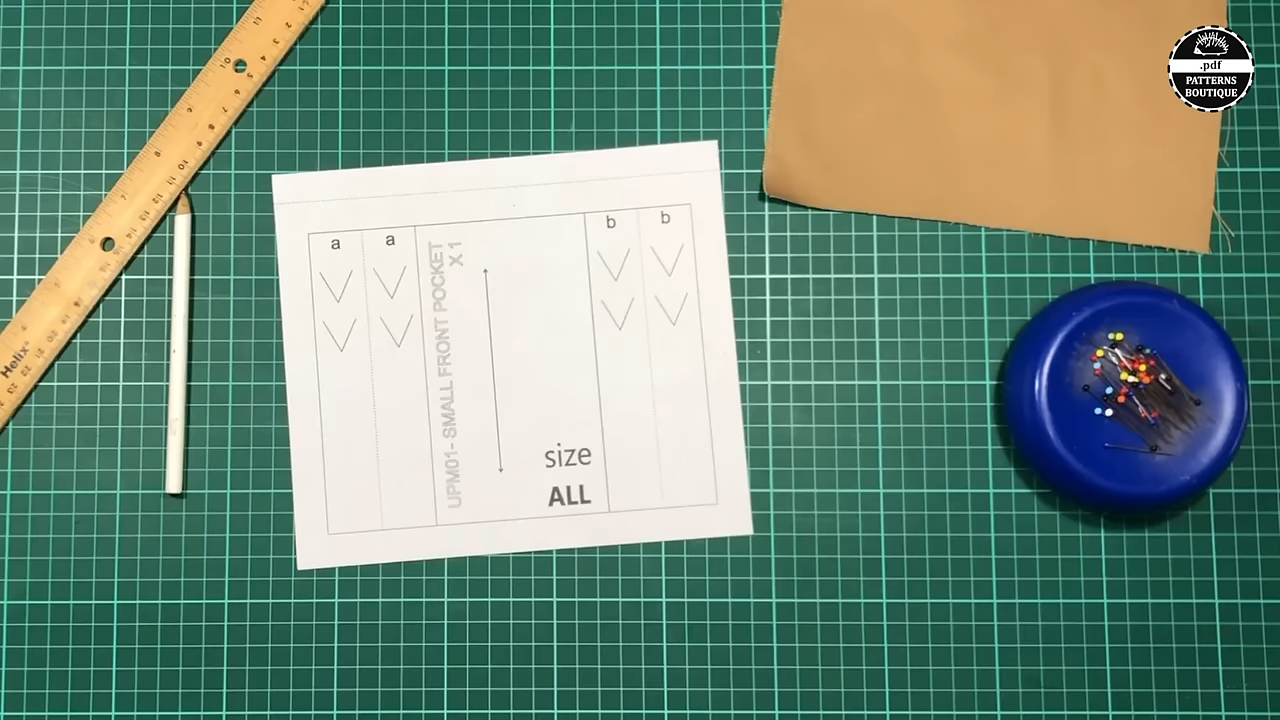 .pdf
PATTERNS
BOUTIQUE
a a
b b
UPM01- SMALL FRONT POCKET
X 1
size
ALL
Helix